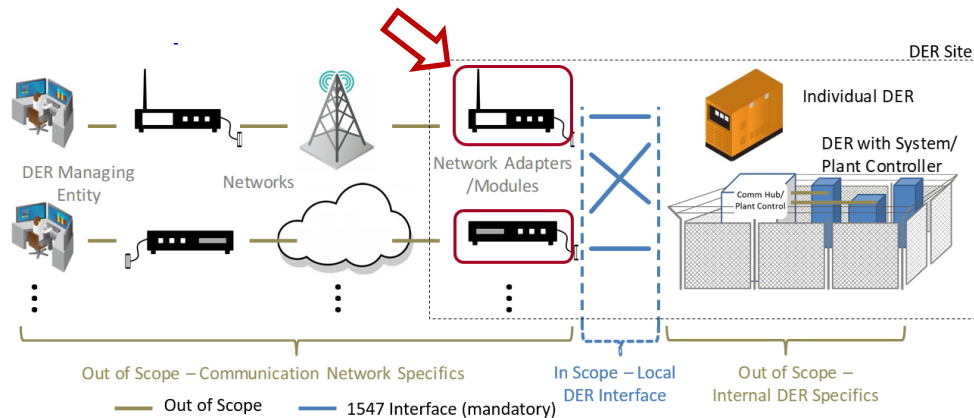 DER Site
Individual DER
DER with System/
Plant Controller
DER Managing
Entity
Networks
Network Adapters
/Modules
Comm Hub/
Plant Control
Out of Scope – Communication Network Specifics
In Scope – Local
DER Interface
Out of Scope –
Internal DER Specifics
Out of Scope
1547 Interface (mandatory)